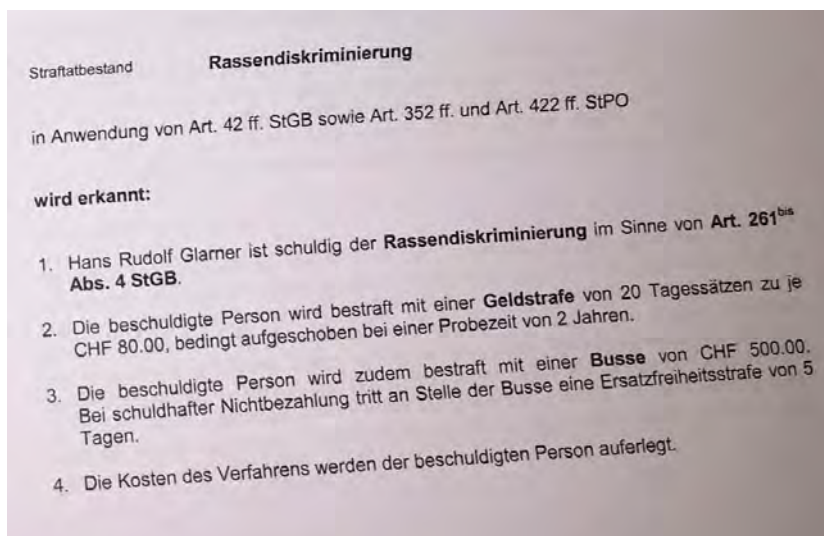 Straftatbestand Rassendiskriminierung
in Anwendung von Art. 42 ff. StGB sowie Art. 352 ff. und Art. 422 ff. StPO
wird erkannt:
1. Hans Rudolf Glarner ist schuldig der Rassendiskriminierung im Sinne von Art. 261bis
Abs. 4 StGB.
2. Die beschuldigte Person wird bestraft mit einer Geldstrafe von 20 Tagessätzen zu je
CHF 80.00, bedingt aufgeschoben bei einer Probezeit von 2 Jahren.
3. Die beschuldigte Person wird zudem bestraft mit einer Busse von CHF 500.00.
Bei schuldhafter Nichtbezahlung tritt an Stelle der Busse eine Ersatzfreiheitsstrafe von 5
Tagen.
4. Die Kosten des Verfahrens werden der beschuldigten Person auferlegt.